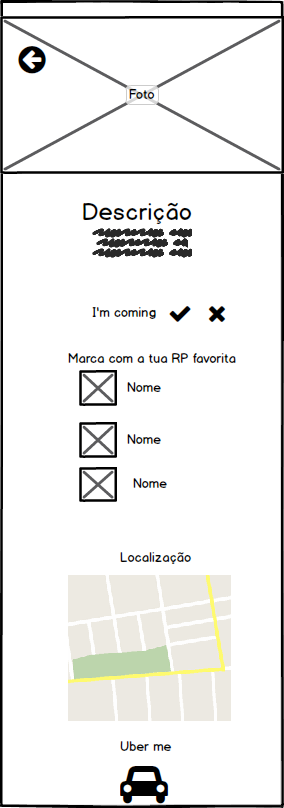 Foto
Descrição
I'm coming
Marca com a tua RP favorita
Nome
Nome
Nome
Localização
Uber me